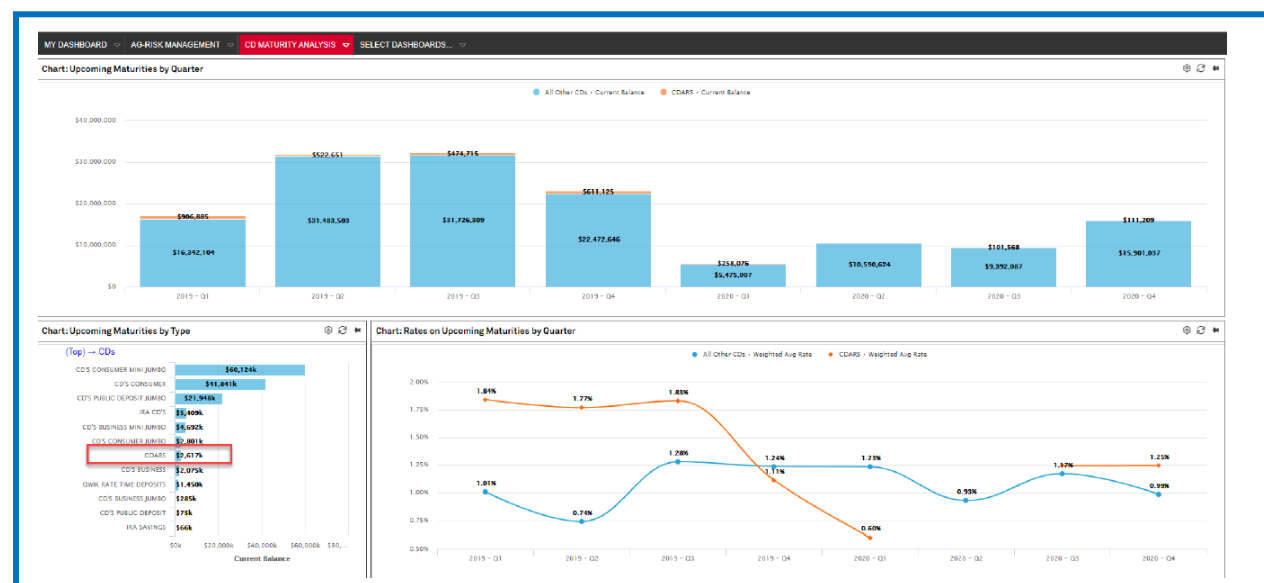 MY DASHBOARD AG-RISK MANAGEMENT CD MATURITY ANALYSIS SELECT DASHBOARDS...
Chart: Upcoming Maturities by Quarter
All Other CDs - Current Balance CDARS - Current Balance
$40,000,000
$30,000,000
$20,000,000
$10,000,000
$0
$906,885
$16,342,104
$522,651
$31,483,503
$474,715
$31,726,809
$611,125
$22,472,646
$258,076
$5,475,007
$10,590,624
$101,568
$9,392,087
$111,209
$15,901,037
2019 - Q1 2019 - Q2 2019 - Q3 2019 - Q4 2020 - Q1 2020 - Q2 2020 - Q3 2020 - Q4
Chart: Upcoming Maturities by Type
(Top) → CDs
CD'S CONSUMER MINI JUMBO $60,124k
CD'S CONSUMER $41,841k
CD'S PUBLIC DEPOSIT JUMBO $21,948k
IRA CD'S $5,409k
CD'S BUSINESS MINI JUMBO $4,692k
CD'S CONSUMER JUMBO $2,801k
CDARS $2,617k
CD'S BUSINESS $2,075k
QWIK RATE TIME DEPOSITS $1,450k
CD'S BUSINESS JUMBO $285k
CD'S PUBLIC DEPOSIT $75k
IRA SAVINGS $66k
$0k $20,000k $40,000k $60,000k $80,...
Current Balance
Chart: Rates on Upcoming Maturities by Quarter
All Other CDs - Weighted Avg Rate CDARS - Weighted Avg Rate
2.00%
1.75%
1.50%
1.25%
1.00%
0.75%
0.50%
1.84% 1.77% 1.83% 1.11% 0.60% 1.25%
1.01% 0.74% 1.28% 1.24% 1.23% 0.93% 1.17% 0.99%
2019 - Q1 2019 - Q2 2019 - Q3 2019 - Q4 2020 - Q1 2020 - Q2 2020 - Q3 2020 - Q4